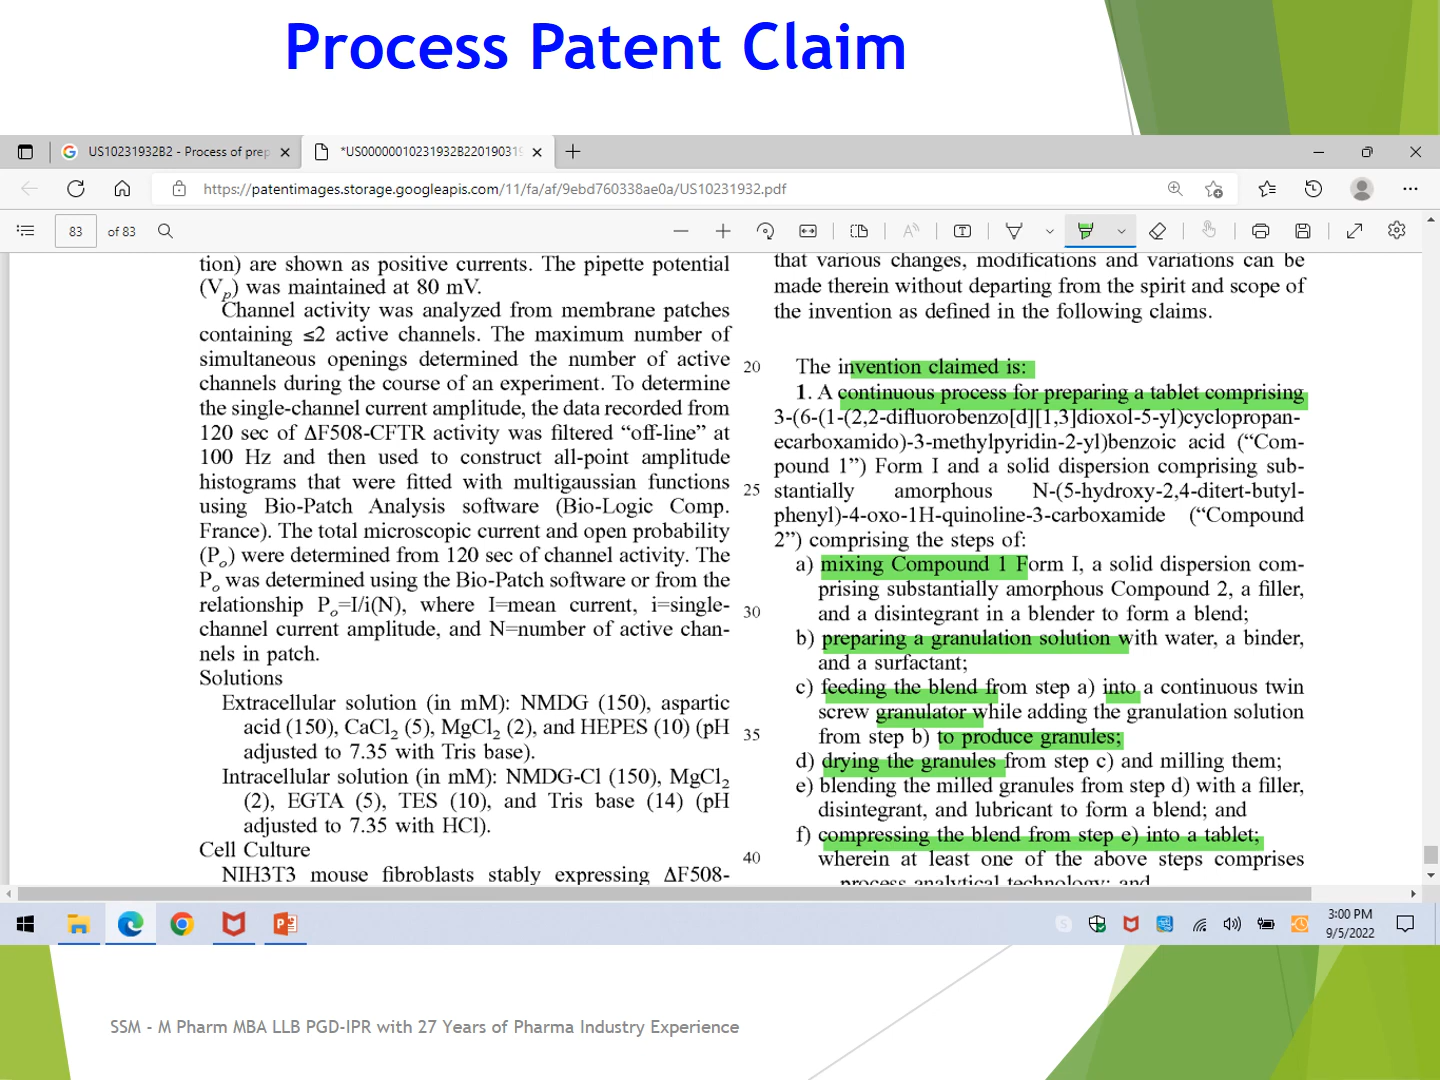 Process Patent Claim
US10231932B2 - Process of prep
*US00000010231932B220190319
https://patentimages.storage.googleapis.com/11/fa/af/9ebd760338ae0a/US10231932.pdf
83 of 83
tion) are shown as positive currents. The pipette potential
(Vp) was maintained at 80 mV.
Channel activity was analyzed from membrane patches
containing ≤2 active channels. The maximum number of
simultaneous openings determined the number of active
channels during the course of an experiment. To determine
the single-channel current amplitude, the data recorded from
120 sec of ΔF508-CFTR activity was filtered “off-line” at
100 Hz and then used to construct all-point amplitude
histograms that were fitted with multigaussian functions
using Bio-Patch Analysis software (Bio-Logic Comp.
France). The total microscopic current and open probability
(Po) were determined from 120 sec of channel activity. The
Po was determined using the Bio-Patch software or from the
relationship Po=I/i(N), where I=mean current, i=single-
channel current amplitude, and N=number of active chan-
nels in patch.
Solutions
Extracellular solution (in mM): NMDG (150), aspartic
acid (150), CaCl2 (5), MgCl2 (2), and HEPES (10) (pH
adjusted to 7.35 with Tris base).
Intracellular solution (in mM): NMDG-Cl (150), MgCl2
(2), EGTA (5), TES (10), and Tris base (14) (pH
adjusted to 7.35 with HCl).
Cell Culture
NIH3T3 mouse fibroblasts stably expressing ΔF508-
that various changes, modifications and variations can be
made therein without departing from the spirit and scope of
the invention as defined in the following claims.
20 The invention claimed is:
1. A continuous process for preparing a tablet comprising
3-(6-(1-(2,2-difluorobenzo[d][1,3]dioxol-5-yl)cyclopropan-
ecarboxamido)-3-methylpyridin-2-yl)benzoic acid (“Com-
pound 1”) Form I and a solid dispersion comprising sub-
25 stantially amorphous N-(5-hydroxy-2,4-ditert-butyl-
phenyl)-4-oxo-1H-quinoline-3-carboxamide (“Compound
2”) comprising the steps of:
a) mixing Compound 1 Form I, a solid dispersion com-
prising substantially amorphous Compound 2, a filler,
30 and a disintegrant in a blender to form a blend;
b) preparing a granulation solution with water, a binder,
and a surfactant;
c) feeding the blend from step a) into a continuous twin
screw granulator while adding the granulation solution
35 from step b) to produce granules;
d) drying the granules from step c) and milling them;
e) blending the milled granules from step d) with a filler,
disintegrant, and lubricant to form a blend; and
f) compressing the blend from step e) into a tablet;
40 wherein at least one of the above steps comprises
process analytical technology; and
3:00 PM
9/5/2022
SSM - M Pharm MBA LLB PGD-IPR with 27 Years of Pharma Industry Experience